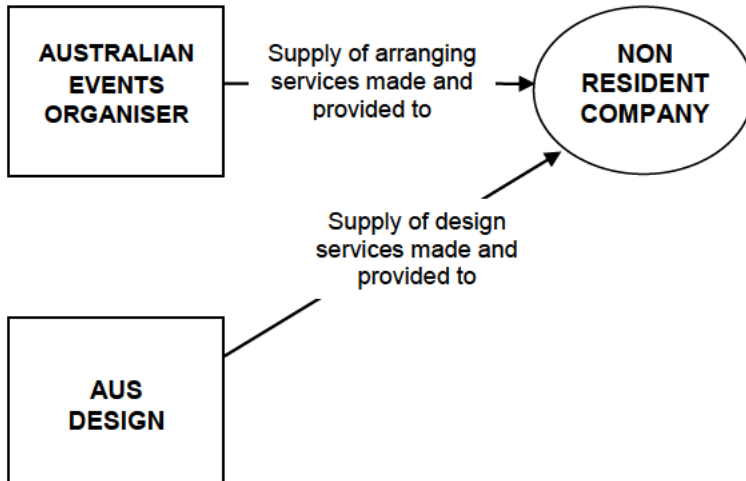 AUSTRALIAN
EVENTS
ORGANISER
Supply of arranging
services made and
provided to
NON
RESIDENT
COMPANY
Supply of design
services made and
provided to
AUS
DESIGN